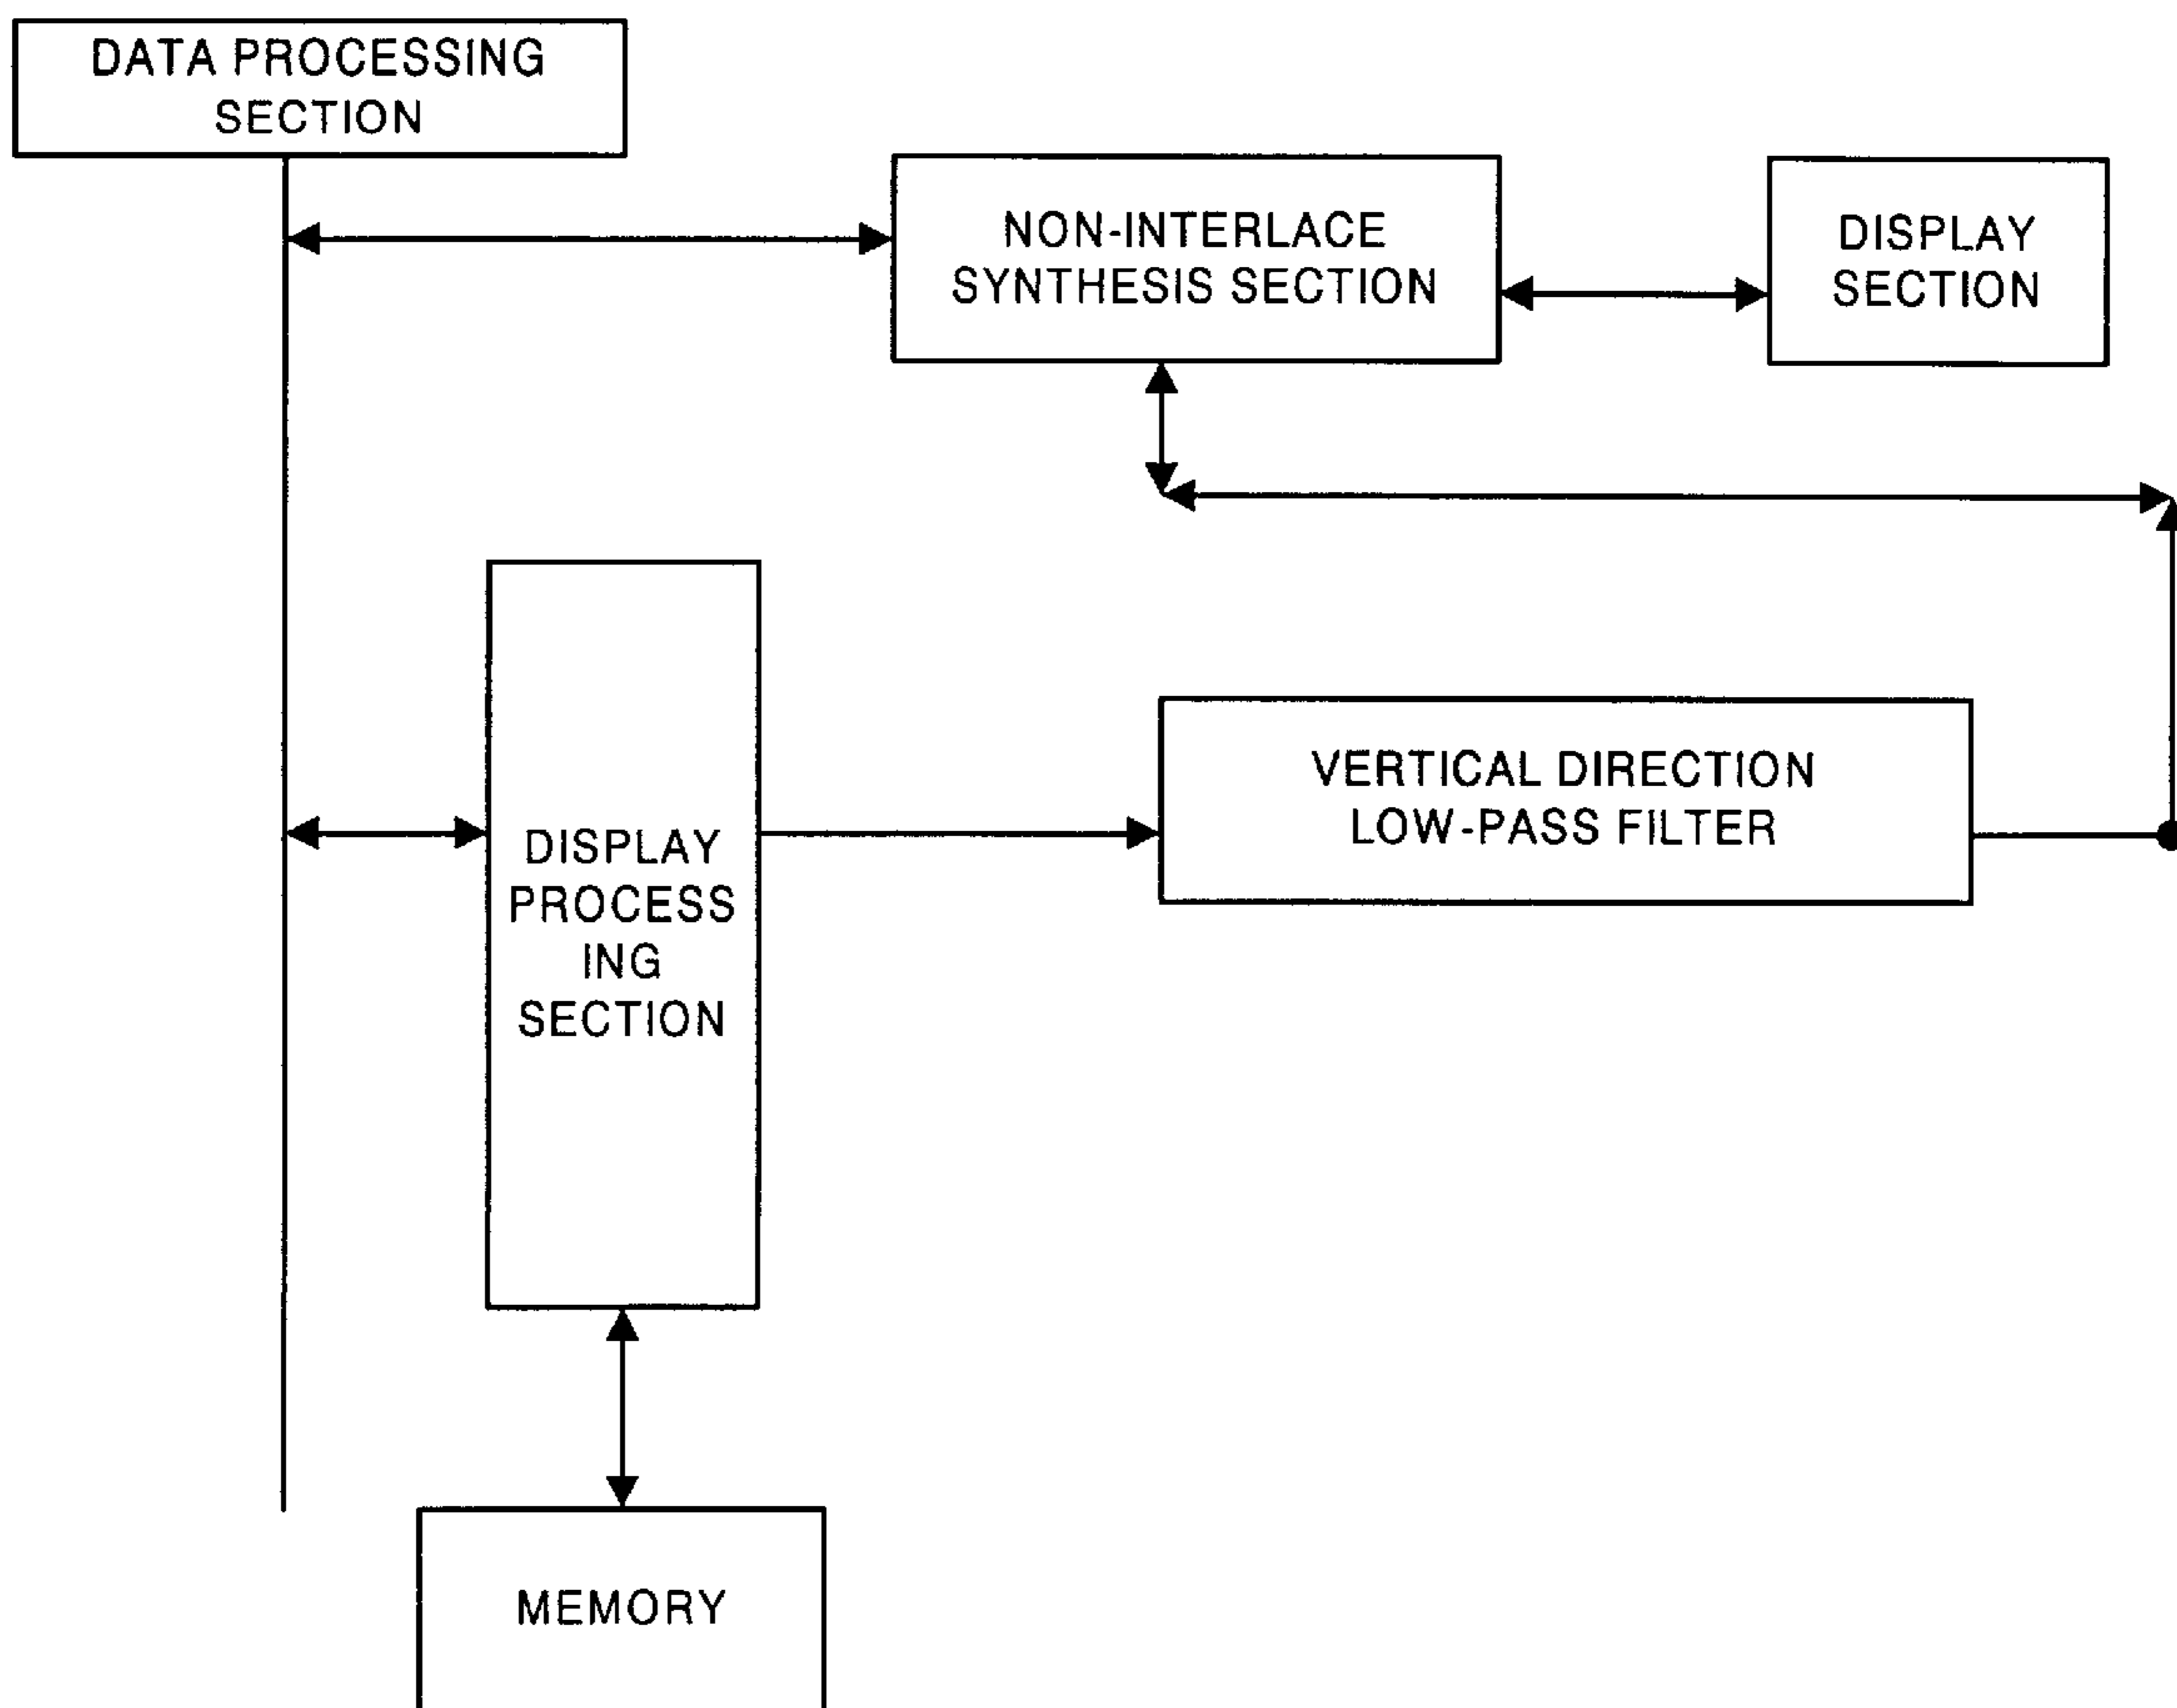 DATA PROCESSING
SECTION
NON-INTERLACE
SYNTHESIS SECTION
DISPLAY
SECTION
VERTICAL DIRECTION
LOW-PASS FILTER
DISPLAY
PROCESS
ING
SECTION
MEMORY